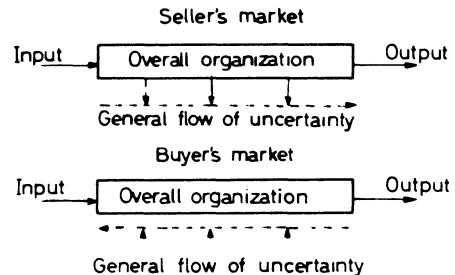 Seller's market
Input Overall organization Output
General flow of uncertainty
Buyer's market
Input Overall organization Output
General flow of uncertainty